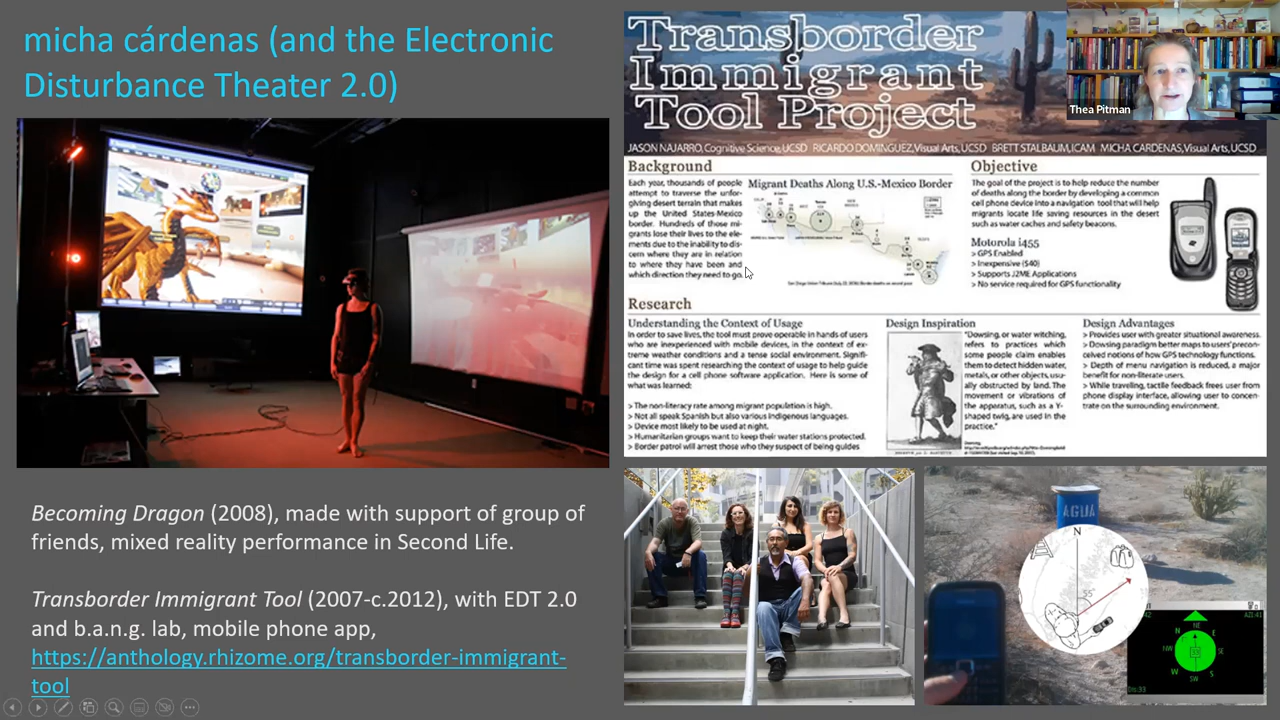 micha cárdenas (and the Electronic
Disturbance Theater 2.0)
Transborder
Immigrant
Tool Project
Thea Pitman
JASON NAJARRO, Cognitive Science, UCSD RICARDO DOMINGUEZ, Visual Arts, UCSD BRETT STALBAUM, ICAM MICHA CARDENAS, Visual Arts, UCSD
Background
Each year, thousands of people
attempt to traverse the unfor-
giving desert terrain that makes
up the United States-Mexico
border. Hundreds of those mi-
grants lose their lives to the ele-
ments due to the inability to dis-
cern where they are in relation
to where they have been and
which direction they need to go.
Migrant Deaths Along U.S.-Mexico Border
Objective
The goal of the project is to help reduce the number
of deaths along the border by developing a common
cell phone device into a navigation tool that will help
migrants locate life saving resources in the desert
such as water caches and safety beacons.
Motorola i455
> GPS Enabled
> Inexpensive ($40)
> Supports J2ME Applications
> No service required for GPS functionality
Research
Understanding the Context of Usage
In order to save lives, the tool must prove operable in hands of users
who are inexperienced with mobile devices, in the context of ex-
treme weather conditions and a tense social environment. Signifi-
cant time was spent researching the context of usage to help guide
the design for a cell phone software application. Here is some of
what was learned:
> The non-literacy rate among migrant population is high.
> Not all speak Spanish but also various indigenous languages.
> Device most likely to be used at night.
> Humanitarian groups want to keep their water stations protected.
> Border patrol will arrest those who they suspect of being guides
Design Inspiration
"Dowsing, or water witching,
refers to practices which
some people claim enables
them to detect hidden water,
metals, or other objects, usu-
ally obstructed by land. The
movement or vibrations of
the apparatus, such as a Y-
shaped twig, are used in the
practice."
Design Advantages
> Provides user with greater situational awareness.
> Dowsing paradigm better maps to users' precon-
ceived notions of how GPS technology functions.
> Depth of menu navigation is reduced, a major
benefit for non-literate users.
> While traveling, tactile feedback frees user from
phone display interface, allowing user to concen-
trate on the surrounding environment.
Becoming Dragon (2008), made with support of group of
friends, mixed reality performance in Second Life.
Transborder Immigrant Tool (2007-c.2012), with EDT 2.0
and b.a.n.g. lab, mobile phone app,
https://anthology.rhizome.org/transborder-immigrant-
tool
AGUA
N
35°
NE
N
E
NW
33
SE
W
S
SW